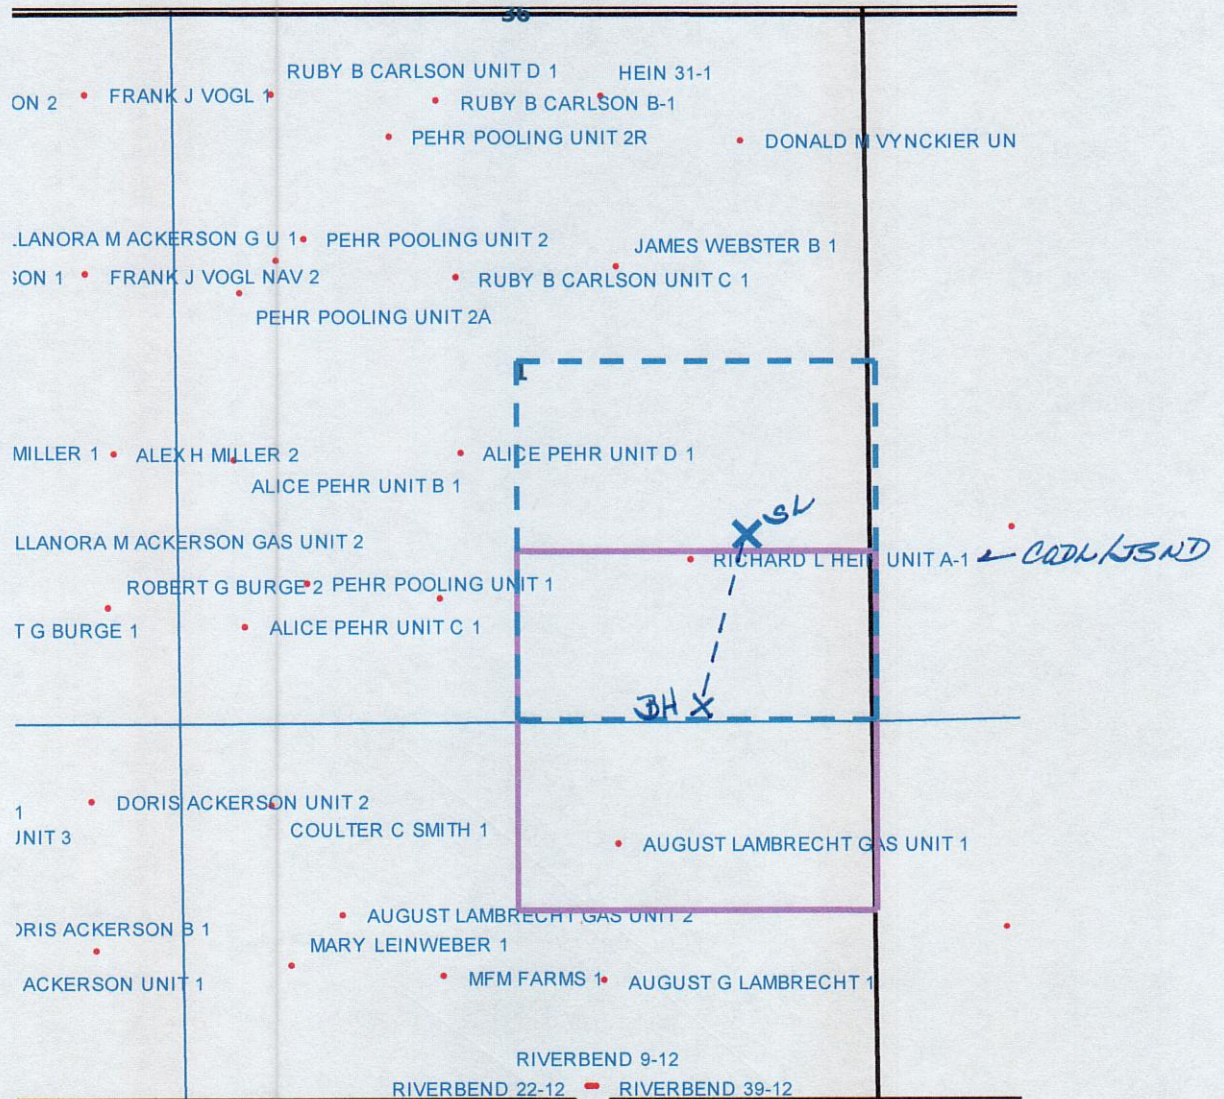 36
RUBY B CARLSON UNIT D 1
HEIN 31-1
ON 2
FRANK J VOGL 1
RUBY B CARLSON B-1
PEHR POOLING UNIT 2R
DONALD M VYNCKIER UN
LLANORA M ACKERSON G U 1
PEHR POOLING UNIT 2
JAMES WEBSTER B 1
SON 1
FRANK J VOGL NAV 2
RUBY B CARLSON UNIT C 1
PEHR POOLING UNIT 2A
1
MILLER 1
ALEX H MILLER 2
ALICE PEHR UNIT D 1
ALICE PEHR UNIT B 1
SL
LLANORA M ACKERSON GAS UNIT 2
RICHARD L HEIN UNIT A-1
ROBERT G BURGE 2
PEHR POOLING UNIT 1
T G BURGE 1
ALICE PEHR UNIT C 1
BH
DORIS ACKERSON UNIT 2
1
UNIT 3
COULTER C SMITH 1
AUGUST LAMBRECHT GAS UNIT 1
AUGUST LAMBRECHT GAS UNIT 2
ORIS ACKERSON B 1
MARY LEINWEBER 1
ACKERSON UNIT 1
MFM FARMS 1
AUGUST G LAMBRECHT 1
RIVERBEND 9-12
RIVERBEND 22-12
RIVERBEND 39-12